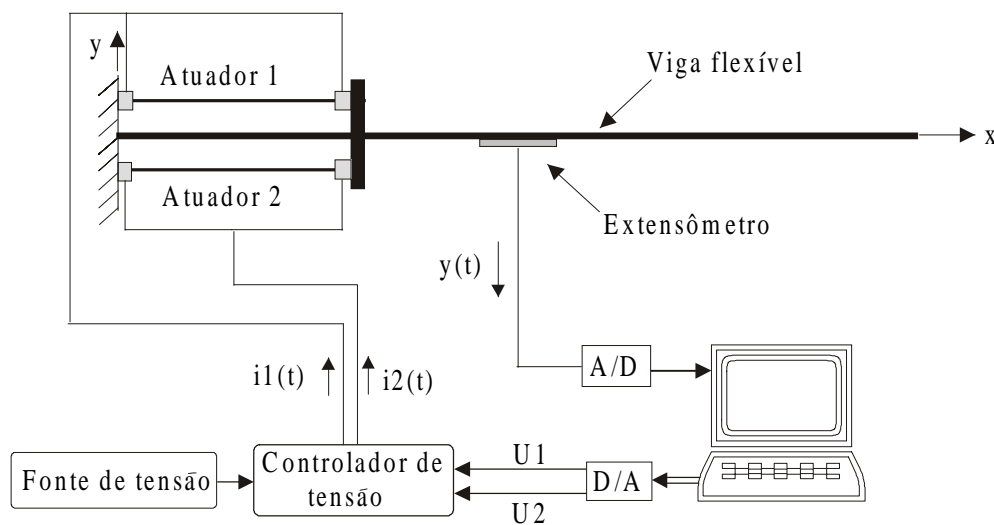 y
Atuador 1
Viga flexível
x
Atuador 2
Extensômetro
y(t)
A/D
i1(t)
i2(t)
Fonte de tensão
Controlador de
tensão
U1
D/A
U2